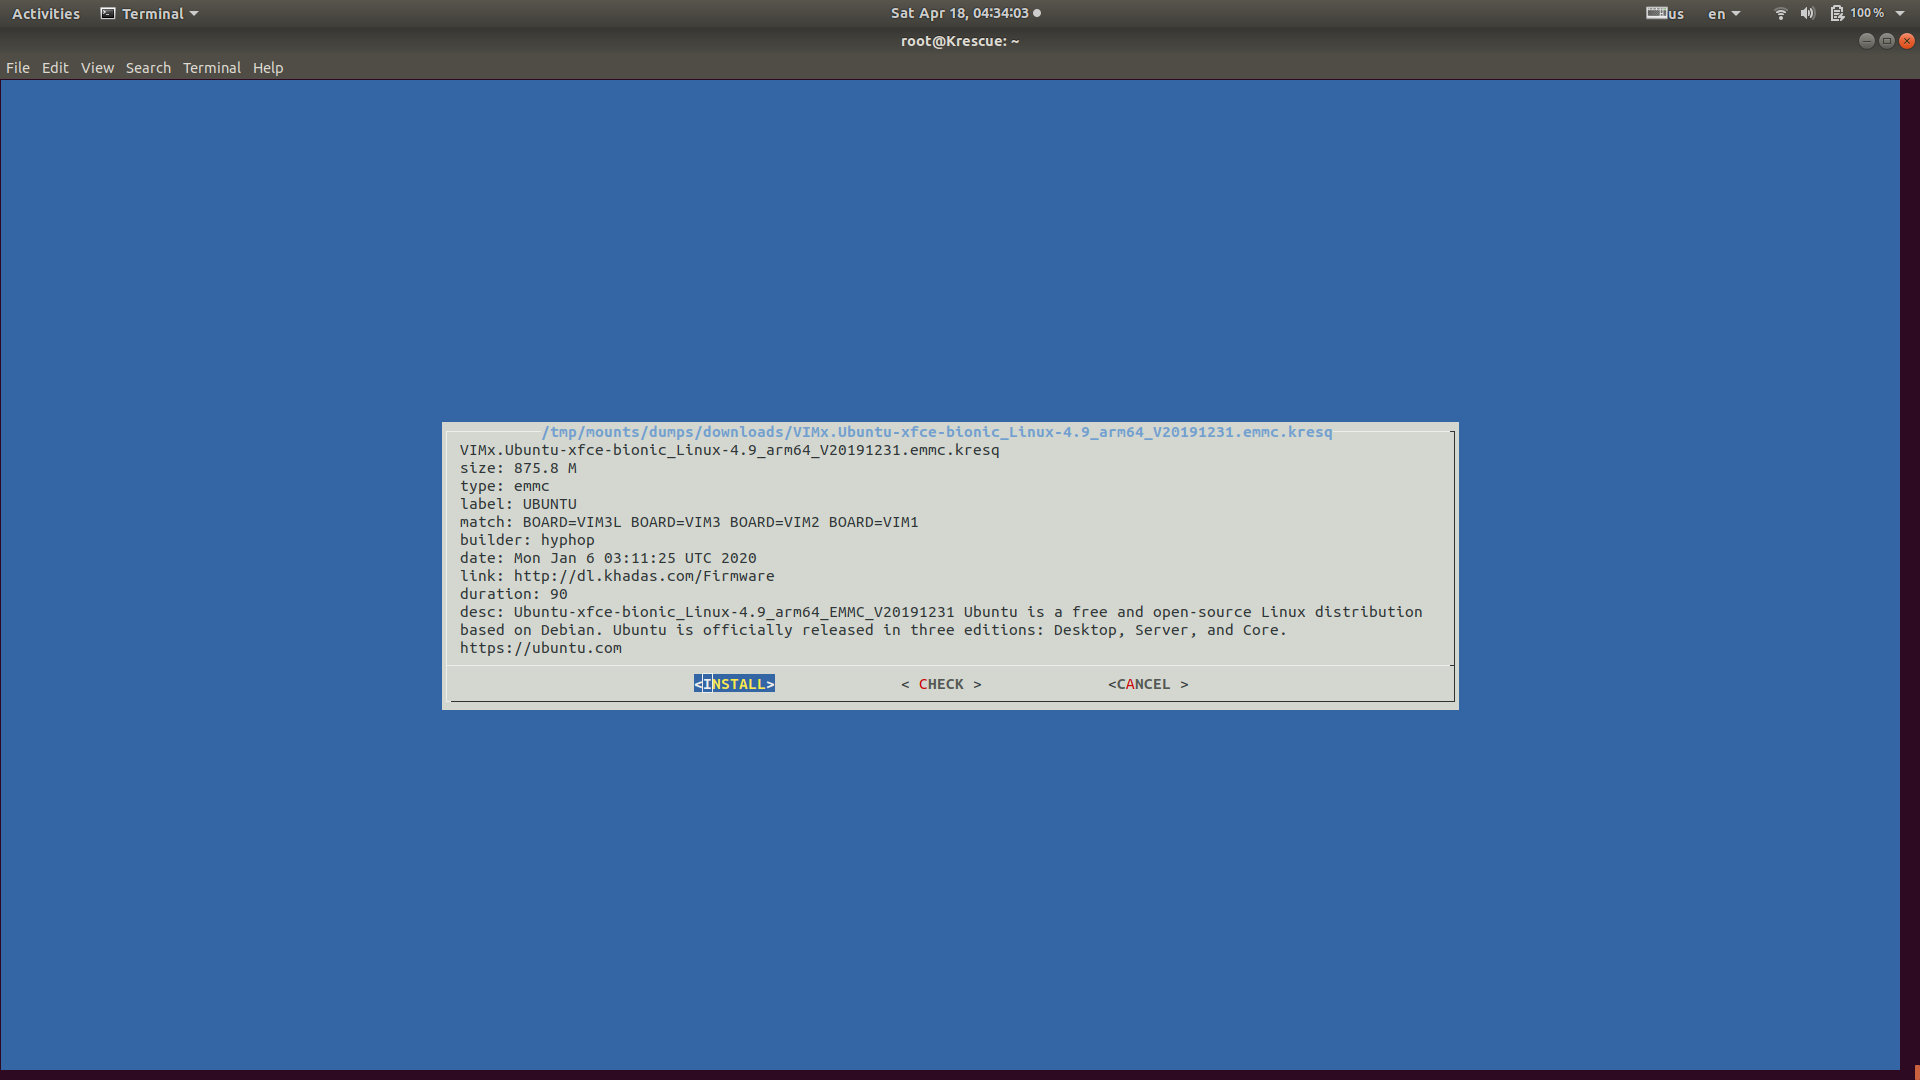 Activities Terminal Sat Apr 18, 04:34:03 us en 100%
root@Krescue: ~
File Edit View Search Terminal Help
/tmp/mounts/dumps/downloads/VIMx.Ubuntu-xfce-bionic_Linux-4.9_arm64_V20191231.emmc.kresq
VIMx.Ubuntu-xfce-bionic_Linux-4.9_arm64_V20191231.emmc.kresq
size: 875.8 M
type: emmc
label: UBUNTU
match: BOARD=VIM3L BOARD=VIM3 BOARD=VIM2 BOARD=VIM1
builder: hyphop
date: Mon Jan 6 03:11:25 UTC 2020
link: http://dl.khadas.com/Firmware
duration: 90
desc: Ubuntu-xfce-bionic_Linux-4.9_arm64_EMMC_V20191231 Ubuntu is a free and open-source Linux distribution
based on Debian. Ubuntu is officially released in three editions: Desktop, Server, and Core.
https://ubuntu.com
<INSTALL> < CHECK > <CANCEL >